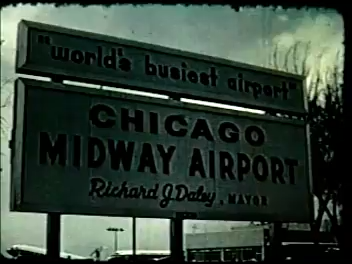 "world's busiest airport"
CHICAGO
MIDWAY AIRPORT
Richard J. Daley, MAYOR